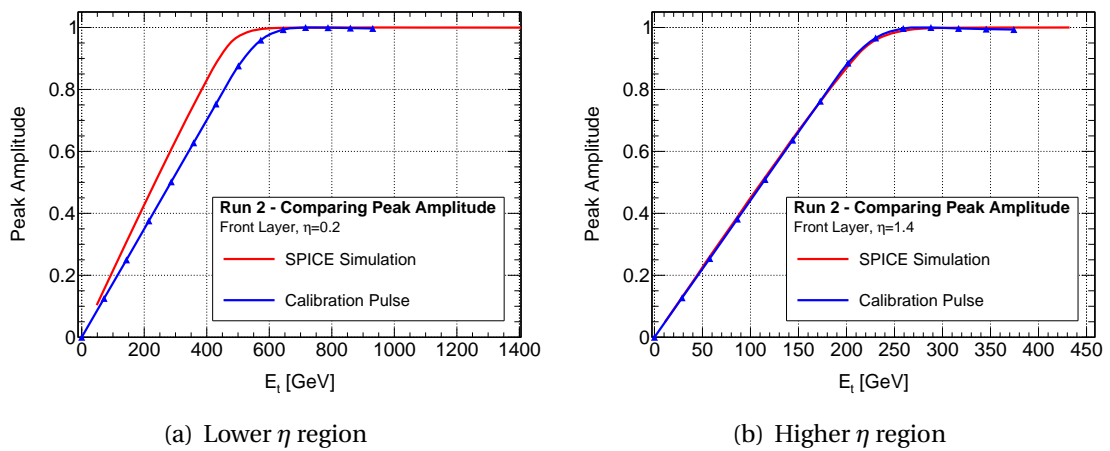 Peak Amplitude
1
0.8
0.6
0.4
0.2
0
Run 2 - Comparing Peak Amplitude
Front Layer, η=0.2
SPICE Simulation
Calibration Pulse
0 200 400 600 800 1000 1200 1400
Et [GeV]
(a) Lower η region
Peak Amplitude
1
0.8
0.6
0.4
0.2
0
Run 2 - Comparing Peak Amplitude
Front Layer, η=1.4
SPICE Simulation
Calibration Pulse
0 50 100 150 200 250 300 350 400 450
Et [GeV]
(b) Higher η region